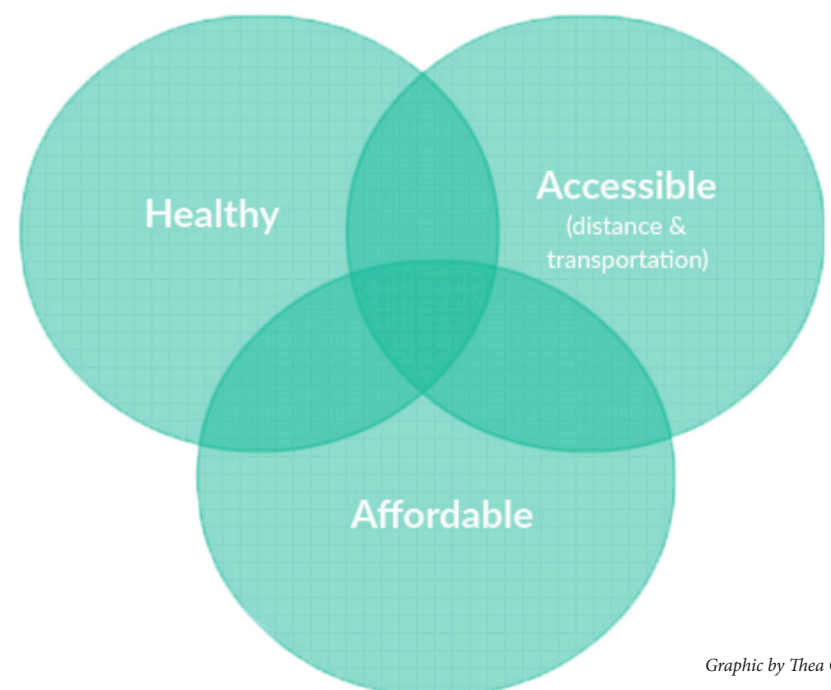 Healthy
Accessible
(distance &
transportation)
Affordable
Graphic by Thea